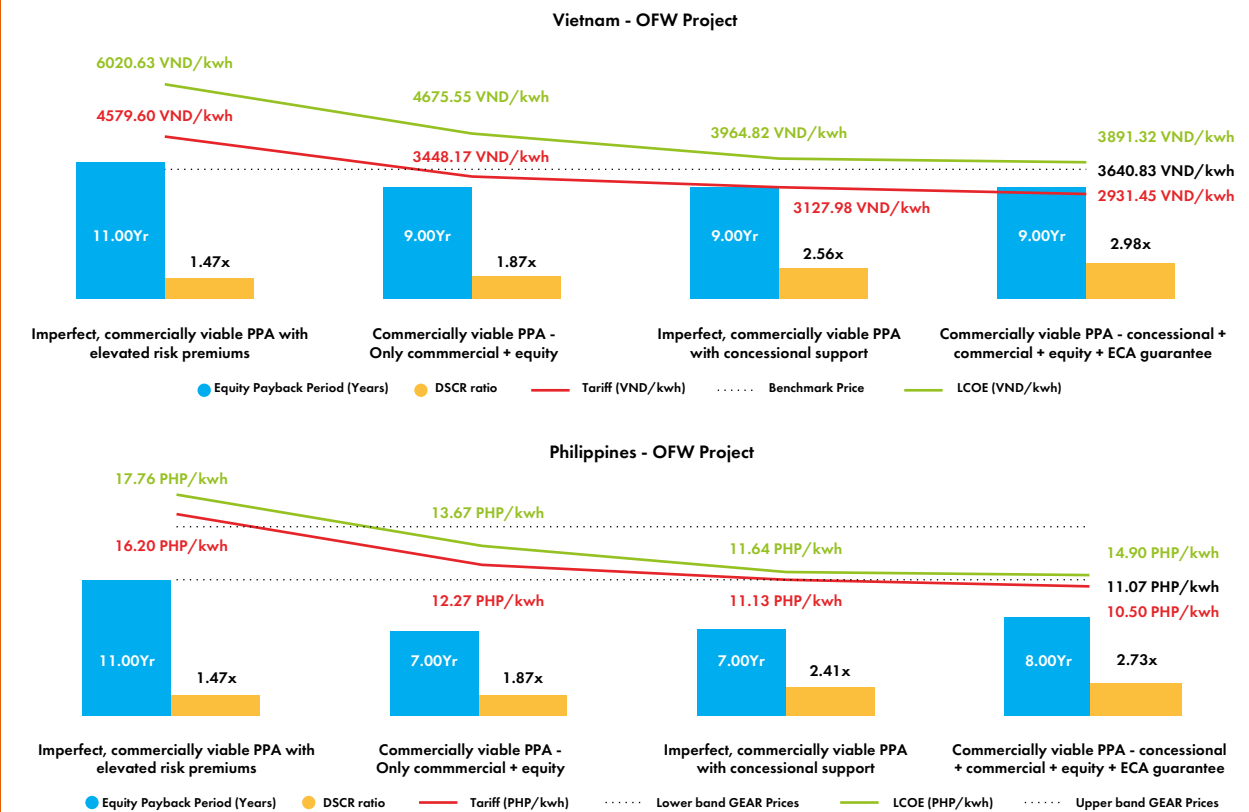 Vietnam - OFW Project
6020.63 VND/kwh
4675.55 VND/kwh
4579.60 VND/kwh
3964.82 VND/kwh
3891.32 VND/kwh
3448.17 VND/kwh
3640.83 VND/kwh
2931.45 VND/kwh
3127.98 VND/kwh
11.00Yr
1.47x
9.00Yr
1.87x
9.00Yr
2.56x
9.00Yr
2.98x
Imperfect, commercially viable PPA with
elevated risk premiums
Commercially viable PPA -
Only commmercial + equity
Imperfect, commercially viable PPA
with concessional support
Commercially viable PPA - concessional +
commercial + equity + ECA guarantee
Equity Payback Period (Years)
DSCR ratio
Tariff (VND/kwh)
Benchmark Price
LCOE (VND/kwh)
Philippines - OFW Project
17.76 PHP/kwh
13.67 PHP/kwh
16.20 PHP/kwh
11.64 PHP/kwh
14.90 PHP/kwh
11.07 PHP/kwh
12.27 PHP/kwh
11.13 PHP/kwh
10.50 PHP/kwh
11.00Yr
1.47x
7.00Yr
1.87x
7.00Yr
2.41x
8.00Yr
2.73x
Imperfect, commercially viable PPA with
elevated risk premiums
Commercially viable PPA -
Only commmercial + equity
Imperfect, commercially viable PPA
with concessional support
Commercially viable PPA - concessional
+ commercial + equity + ECA guarantee
Equity Payback Period (Years)
DSCR ratio
Tariff (PHP/kwh)
Lower band GEAR Prices
LCOE (PHP/kwh)
Upper band GEAR Prices